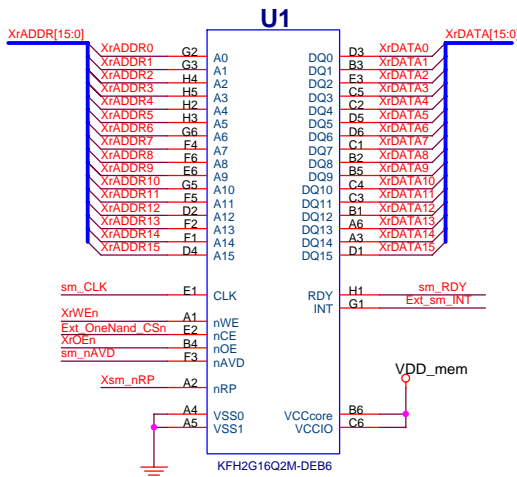 U1
XrADDR[15:0] XrDATA[15:0]
XrADDR0 G2 A0 DQ0 D3 XrDATA0
XrADDR1 G3 A1 DQ1 B3 XrDATA1
XrADDR2 H4 A2 DQ2 E3 XrDATA2
XrADDR3 H5 A3 DQ3 C5 XrDATA3
XrADDR4 H2 A4 DQ4 C2 XrDATA4
XrADDR5 H3 A5 DQ5 D5 XrDATA5
XrADDR6 G6 A6 DQ6 D6 XrDATA6
XrADDR7 F4 A7 DQ7 C1 XrDATA7
XrADDR8 F6 A8 DQ8 B2 XrDATA8
XrADDR9 E6 A9 DQ9 B5 XrDATA9
XrADDR10 G5 A10 DQ10 C4 XrDATA10
XrADDR11 F5 A11 DQ11 C3 XrDATA11
XrADDR12 D2 A12 DQ12 B1 XrDATA12
XrADDR13 F2 A13 DQ13 A6 XrDATA13
XrADDR14 F1 A14 DQ14 A3 XrDATA14
XrADDR15 D4 A15 DQ15 D1 XrDATA15
sm_CLK E1 CLK RDY H1 sm_RDY
INT G1 Ext_sm_INT
XrWEn A1 nWE
Ext_OneNand_CSn E2 nCE
XrOEn B4 nOE
sm_nAVD F3 nAVD
VDD_mem
Xsm_nRP A2 nRP
A4 VSS0 VCCcore B6
A5 VSS1 VCCIO C6
KFH2G16Q2M-DEB6